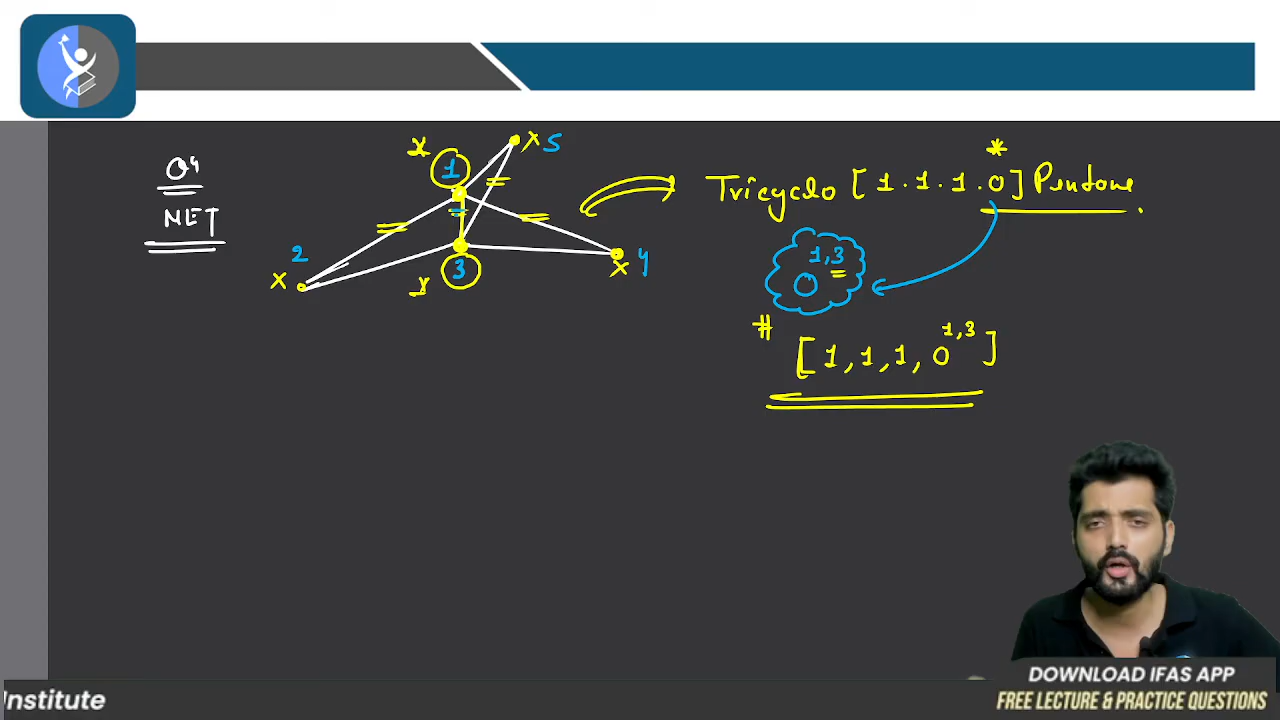 Q4
NET
x 1
x 5
2 x
3 x
x 4
Tricyclo [1.1.1.0] Pentane
*
0 1,3
#
[1,1,1,0 1,3]
DOWNLOAD IFAS APP
FREE LECTURE & PRACTICE QUESTIONS
Institute